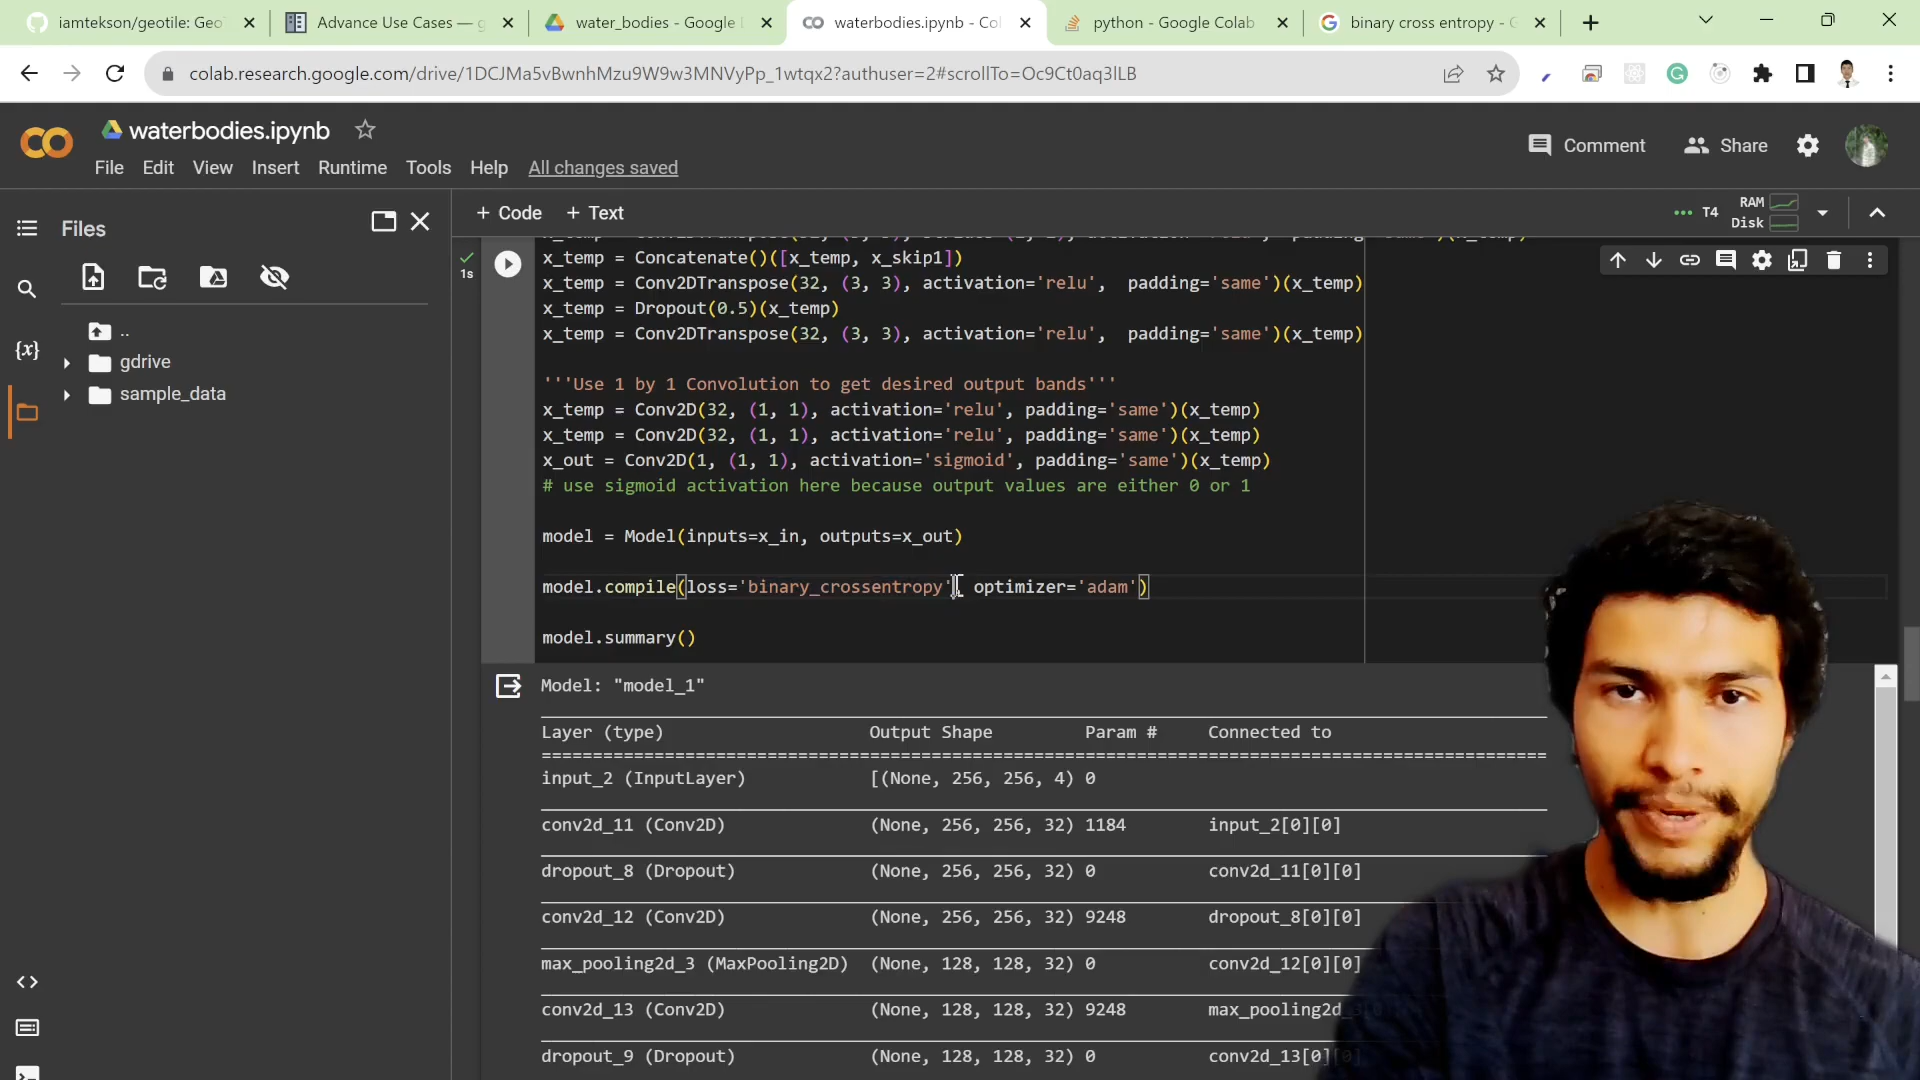 iamtekson/geotile: Geo
Advance Use Cases — g
water_bodies - Google
waterbodies.ipynb - Co
python - Google Colab
binary cross entropy - G
colab.research.google.com/drive/1DCJMa5vBwnhMzu9W9w3MNVyPp_1wtqx2?authuser=2#scrollTo=Oc9Ct0aq3lLB
waterbodies.ipynb
File Edit View Insert Runtime Tools Help All changes saved
Comment Share
Files
+ Code + Text
T4 RAM
Disk
..
gdrive
sample_data
{x}
1s
x_temp = Concatenate()([x_temp, x_skip1])
x_temp = Conv2DTranspose(32, (3, 3), activation='relu',  padding='same')(x_temp)
x_temp = Dropout(0.5)(x_temp)
x_temp = Conv2DTranspose(32, (3, 3), activation='relu',  padding='same')(x_temp)
'''Use 1 by 1 Convolution to get desired output bands'''
x_temp = Conv2D(32, (1, 1), activation='relu', padding='same')(x_temp)
x_temp = Conv2D(32, (1, 1), activation='relu', padding='same')(x_temp)
x_out = Conv2D(1, (1, 1), activation='sigmoid', padding='same')(x_temp)
# use sigmoid activation here because output values are either 0 or 1
model = Model(inputs=x_in, outputs=x_out)
model.compile(loss='binary_crossentropy', optimizer='adam')
model.summary()
Model: "model_1"
Layer (type) Output Shape Param # Connected to
input_2 (InputLayer) [(None, 256, 256, 4) 0
conv2d_11 (Conv2D) (None, 256, 256, 32) 1184 input_2[0][0]
dropout_8 (Dropout) (None, 256, 256, 32) 0 conv2d_11[0][0]
conv2d_12 (Conv2D) (None, 256, 256, 32) 9248 dropout_8[0][0]
max_pooling2d_3 (MaxPooling2D) (None, 128, 128, 32) 0 conv2d_12[0][0]
conv2d_13 (Conv2D) (None, 128, 128, 32) 9248 max_pooling2d_3
dropout_9 (Dropout) (None, 128, 128, 32) 0 conv2d_13[0][0]